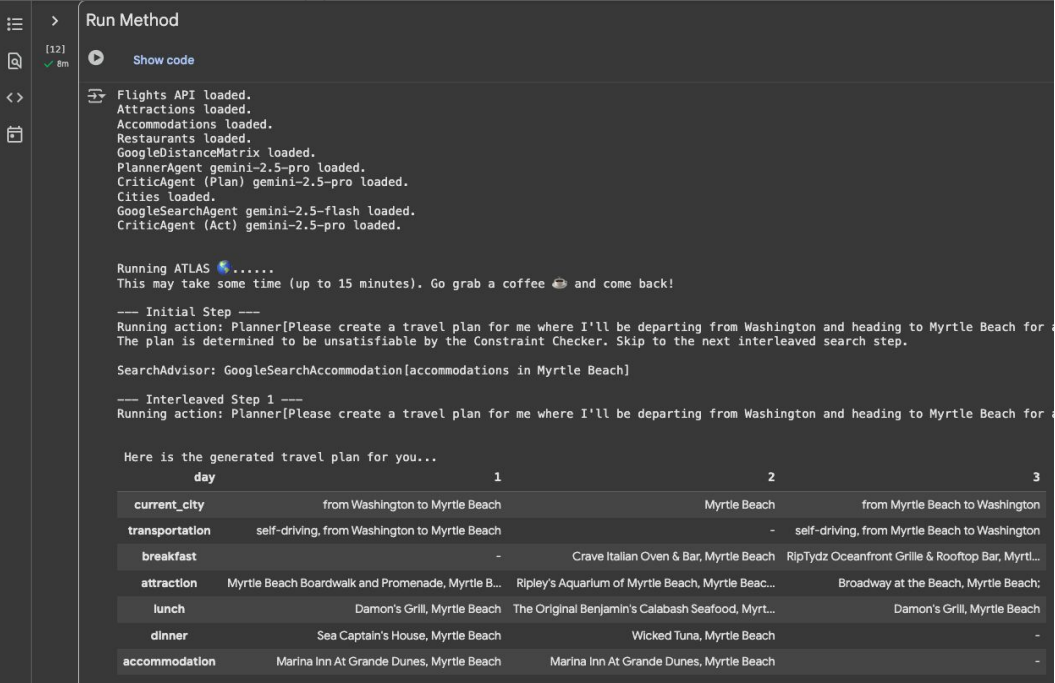 Run Method
[12]
8m
Show code
Flights API loaded.
Attractions loaded.
Accommodations loaded.
Restaurants loaded.
GoogleDistanceMatrix loaded.
PlannerAgent gemini-2.5-pro loaded.
CriticAgent (Plan) gemini-2.5-pro loaded.
Cities loaded.
GoogleSearchAgent gemini-2.5-flash loaded.
CriticAgent (Act) gemini-2.5-pro loaded.
Running ATLAS 🌎......
This may take some time (up to 15 minutes). Go grab a coffee ☕ and come back!
--- Initial Step ---
Running action: Planner[Please create a travel plan for me where I'll be departing from Washington and heading to Myrtle Beach for a
The plan is determined to be unsatisfiable by the Constraint Checker. Skip to the next interleaved search step.
SearchAdvisor: GoogleSearchAccommodation[accommodations in Myrtle Beach]
--- Interleaved Step 1 ---
Running action: Planner[Please create a travel plan for me where I'll be departing from Washington and heading to Myrtle Beach for a
Here is the generated travel plan for you...
day 1 2 3
current_city from Washington to Myrtle Beach Myrtle Beach from Myrtle Beach to Washington
transportation self-driving, from Washington to Myrtle Beach - self-driving, from Myrtle Beach to Washington
breakfast - Crave Italian Oven & Bar, Myrtle Beach RipTydz Oceanfront Grille & Rooftop Bar, Myrtl...
attraction Myrtle Beach Boardwalk and Promenade, Myrtle B... Ripley's Aquarium of Myrtle Beach, Myrtle Beac... Broadway at the Beach, Myrtle Beach;
lunch Damon's Grill, Myrtle Beach The Original Benjamin's Calabash Seafood, Myrt... Damon's Grill, Myrtle Beach
dinner Sea Captain's House, Myrtle Beach Wicked Tuna, Myrtle Beach -
accommodation Marina Inn At Grande Dunes, Myrtle Beach Marina Inn At Grande Dunes, Myrtle Beach -